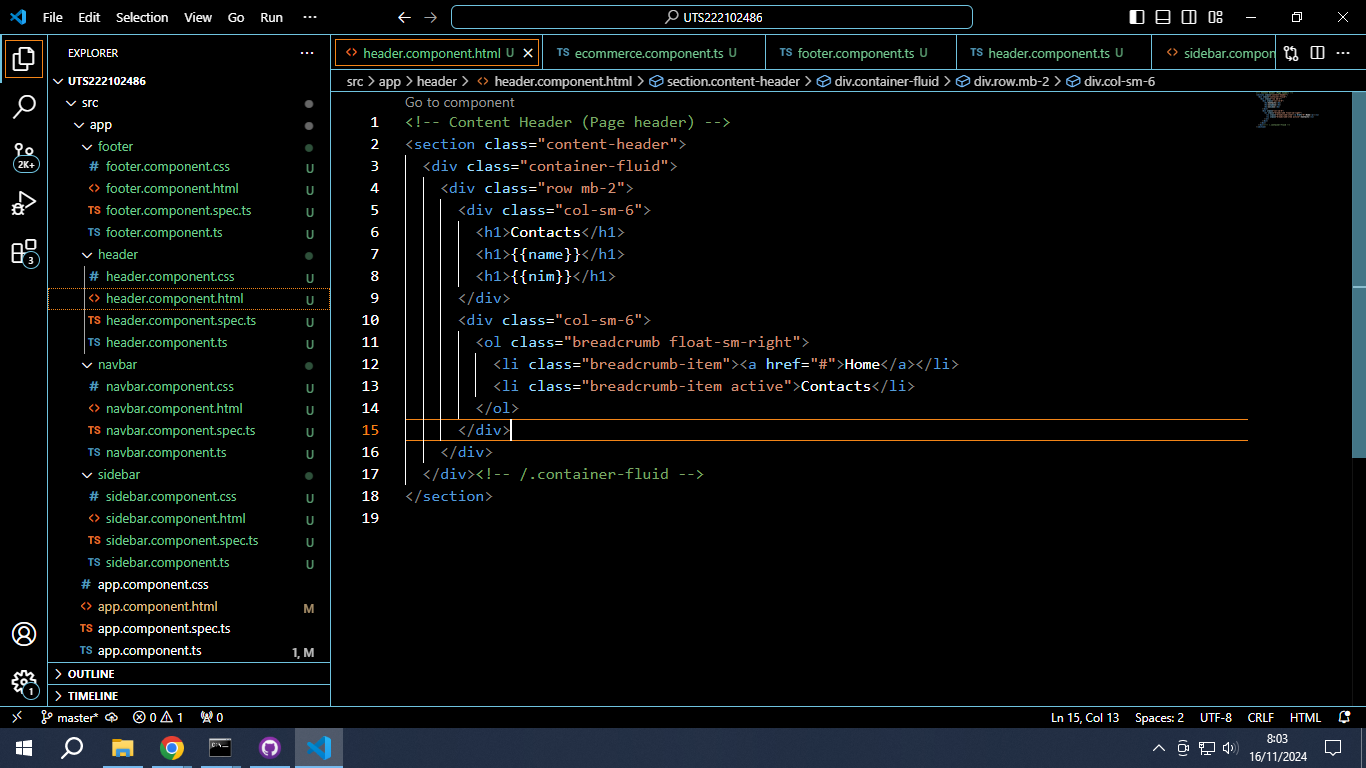 File Edit Selection View Go Run ··· UTS222102486
EXPLORER ···
UTS222102486
src
app
footer
# footer.component.css U
<> footer.component.html U
TS footer.component.spec.ts U
TS footer.component.ts U
header
# header.component.css U
<> header.component.html U
TS header.component.spec.ts U
TS header.component.ts U
navbar
# navbar.component.css U
<> navbar.component.html U
TS navbar.component.spec.ts U
TS navbar.component.ts U
sidebar
# sidebar.component.css U
<> sidebar.component.html U
TS sidebar.component.spec.ts U
TS sidebar.component.ts U
# app.component.css
<> app.component.html M
TS app.component.spec.ts
TS app.component.ts 1, M
OUTLINE
TIMELINE
2K+
3
1
<> header.component.html U TS ecommerce.component.ts U TS footer.component.ts U TS header.component.ts U <> sidebar.compon ···
src > app > header > <> header.component.html > section.content-header > div.container-fluid > div.row.mb-2 > div.col-sm-6
Go to component
1 <!-- Content Header (Page header) -->
2 <section class="content-header">
3 <div class="container-fluid">
4 <div class="row mb-2">
5 <div class="col-sm-6">
6 <h1>Contacts</h1>
7 <h1>{{name}}</h1>
8 <h1>{{nim}}</h1>
9 </div>
10 <div class="col-sm-6">
11 <ol class="breadcrumb float-sm-right">
12 <li class="breadcrumb-item"><a href="#">Home</a></li>
13 <li class="breadcrumb-item active">Contacts</li>
14 </ol>
15 </div>
16 </div>
17 </div><!-- /.container-fluid -->
18 </section>
19
master* 0 1 0 Ln 15, Col 13 Spaces: 2 UTF-8 CRLF HTML
8:03
16/11/2024